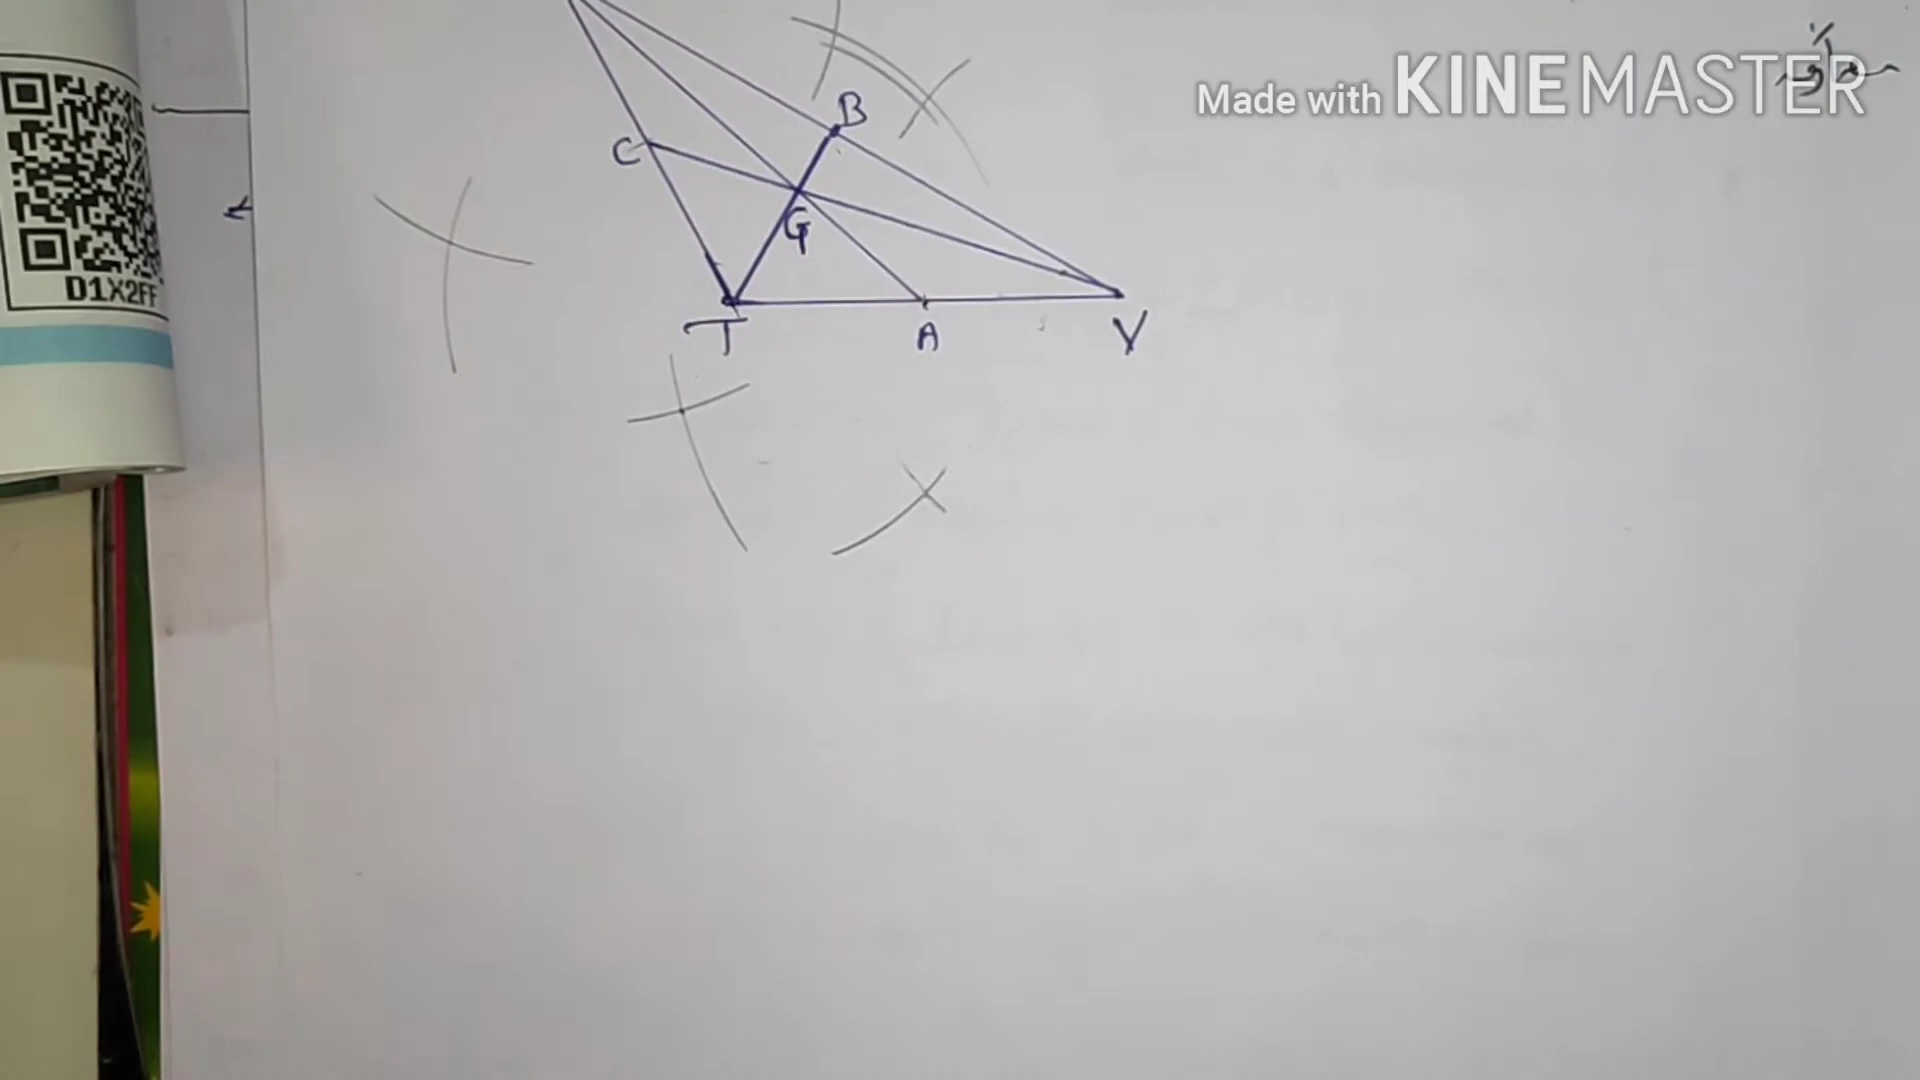 Made with KINEMASTER
B
C
G
D1X2FF
T A V